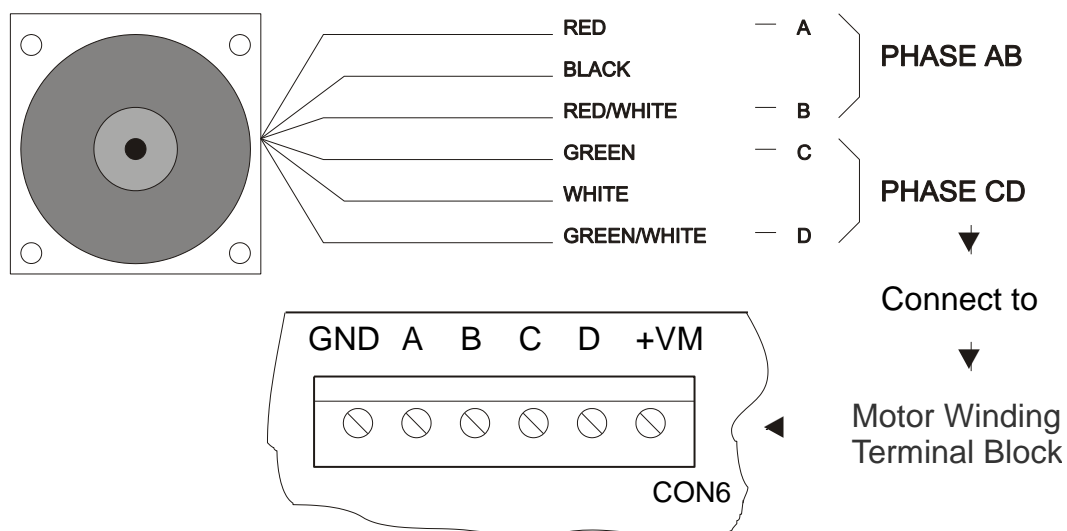 RED — A
BLACK
RED/WHITE — B
PHASE AB
GREEN — C
WHITE
GREEN/WHITE — D
PHASE CD
Connect to
Motor Winding
Terminal Block
GND A B C D +VM
CON6